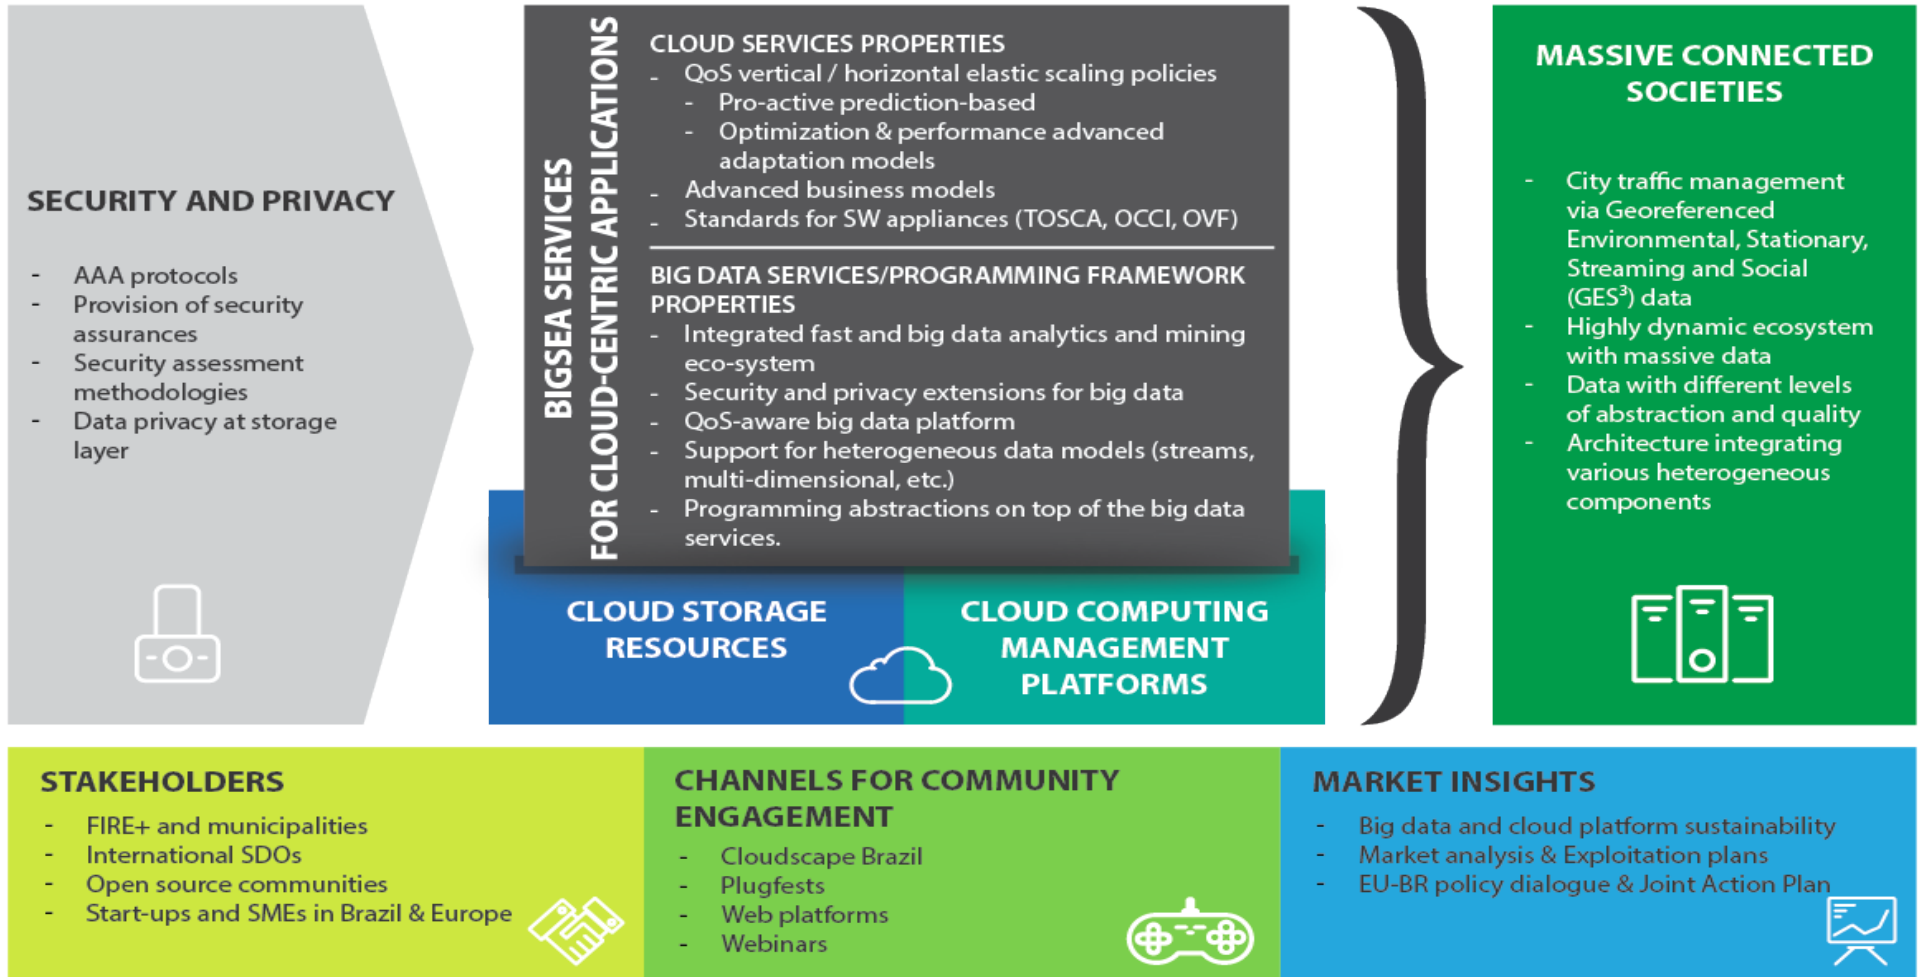 SECURITY AND PRIVACY
- AAA protocols
- Provision of security
assurances
- Security assessment
methodologies
- Data privacy at storage
layer
BIGSEA SERVICES
FOR CLOUD-CENTRIC APPLICATIONS
CLOUD SERVICES PROPERTIES
- QoS vertical / horizontal elastic scaling policies
- Pro-active prediction-based
- Optimization & performance advanced
adaptation models
- Advanced business models
- Standards for SW appliances (TOSCA, OCCI, OVF)
BIG DATA SERVICES/PROGRAMMING FRAMEWORK
PROPERTIES
- Integrated fast and big data analytics and mining
eco-system
- Security and privacy extensions for big data
- QoS-aware big data platform
- Support for heterogeneous data models (streams,
multi-dimensional, etc.)
- Programming abstractions on top of the big data
services.
CLOUD STORAGE
RESOURCES
CLOUD COMPUTING
MANAGEMENT
PLATFORMS
MASSIVE CONNECTED
SOCIETIES
- City traffic management
via Georeferenced
Environmental, Stationary,
Streaming and Social
(GES³) data
- Highly dynamic ecosystem
with massive data
- Data with different levels
of abstraction and quality
- Architecture integrating
various heterogeneous
components
STAKEHOLDERS
- FIRE+ and municipalities
- International SDOs
- Open source communities
- Start-ups and SMEs in Brazil & Europe
CHANNELS FOR COMMUNITY
ENGAGEMENT
- Cloudscape Brazil
- Plugfests
- Web platforms
- Webinars
MARKET INSIGHTS
- Big data and cloud platform sustainability
- Market analysis & Exploitation plans
- EU-BR policy dialogue & Joint Action Plan